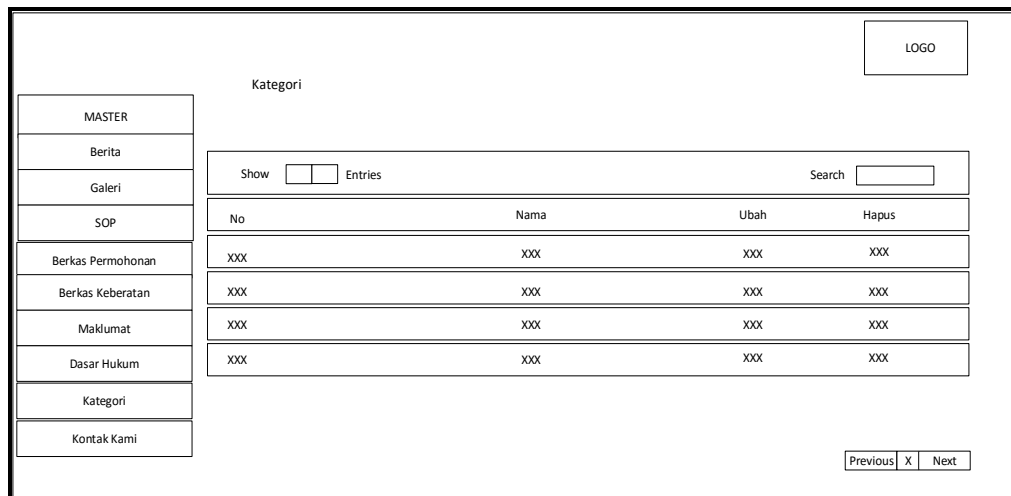 LOGO
Kategori
MASTER
Berita
Galeri
SOP
Berkas Permohonan
Berkas Keberatan
Maklumat
Dasar Hukum
Kategori
Kontak Kami
Show Entries Search
No Nama Ubah Hapus
XXX XXX XXX XXX
XXX XXX XXX XXX
XXX XXX XXX XXX
XXX XXX XXX XXX
Previous X Next